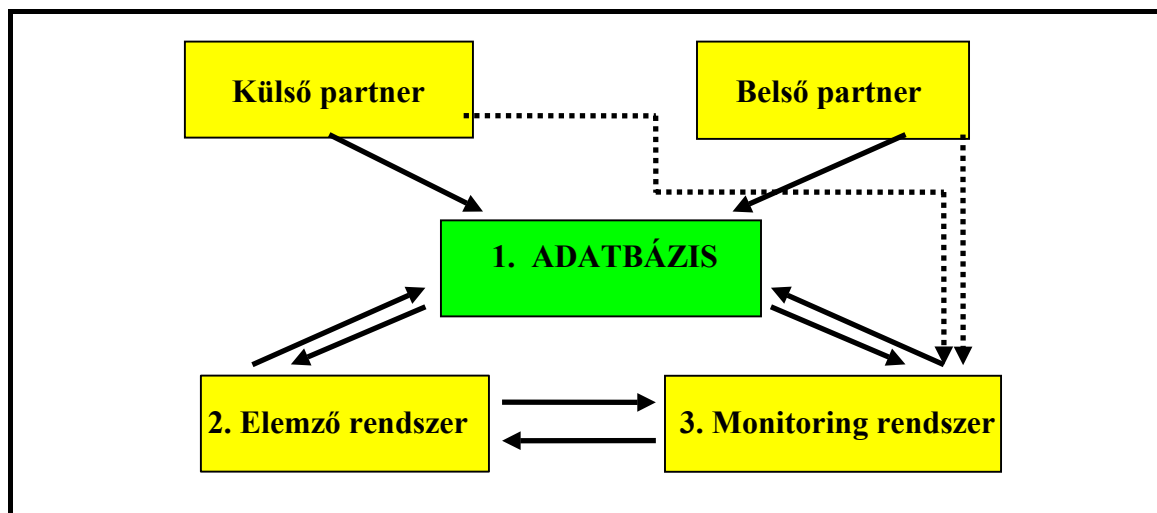 Külső partner
Belső partner
1. ADATBÁZIS
2. Elemző rendszer
3. Monitoring rendszer